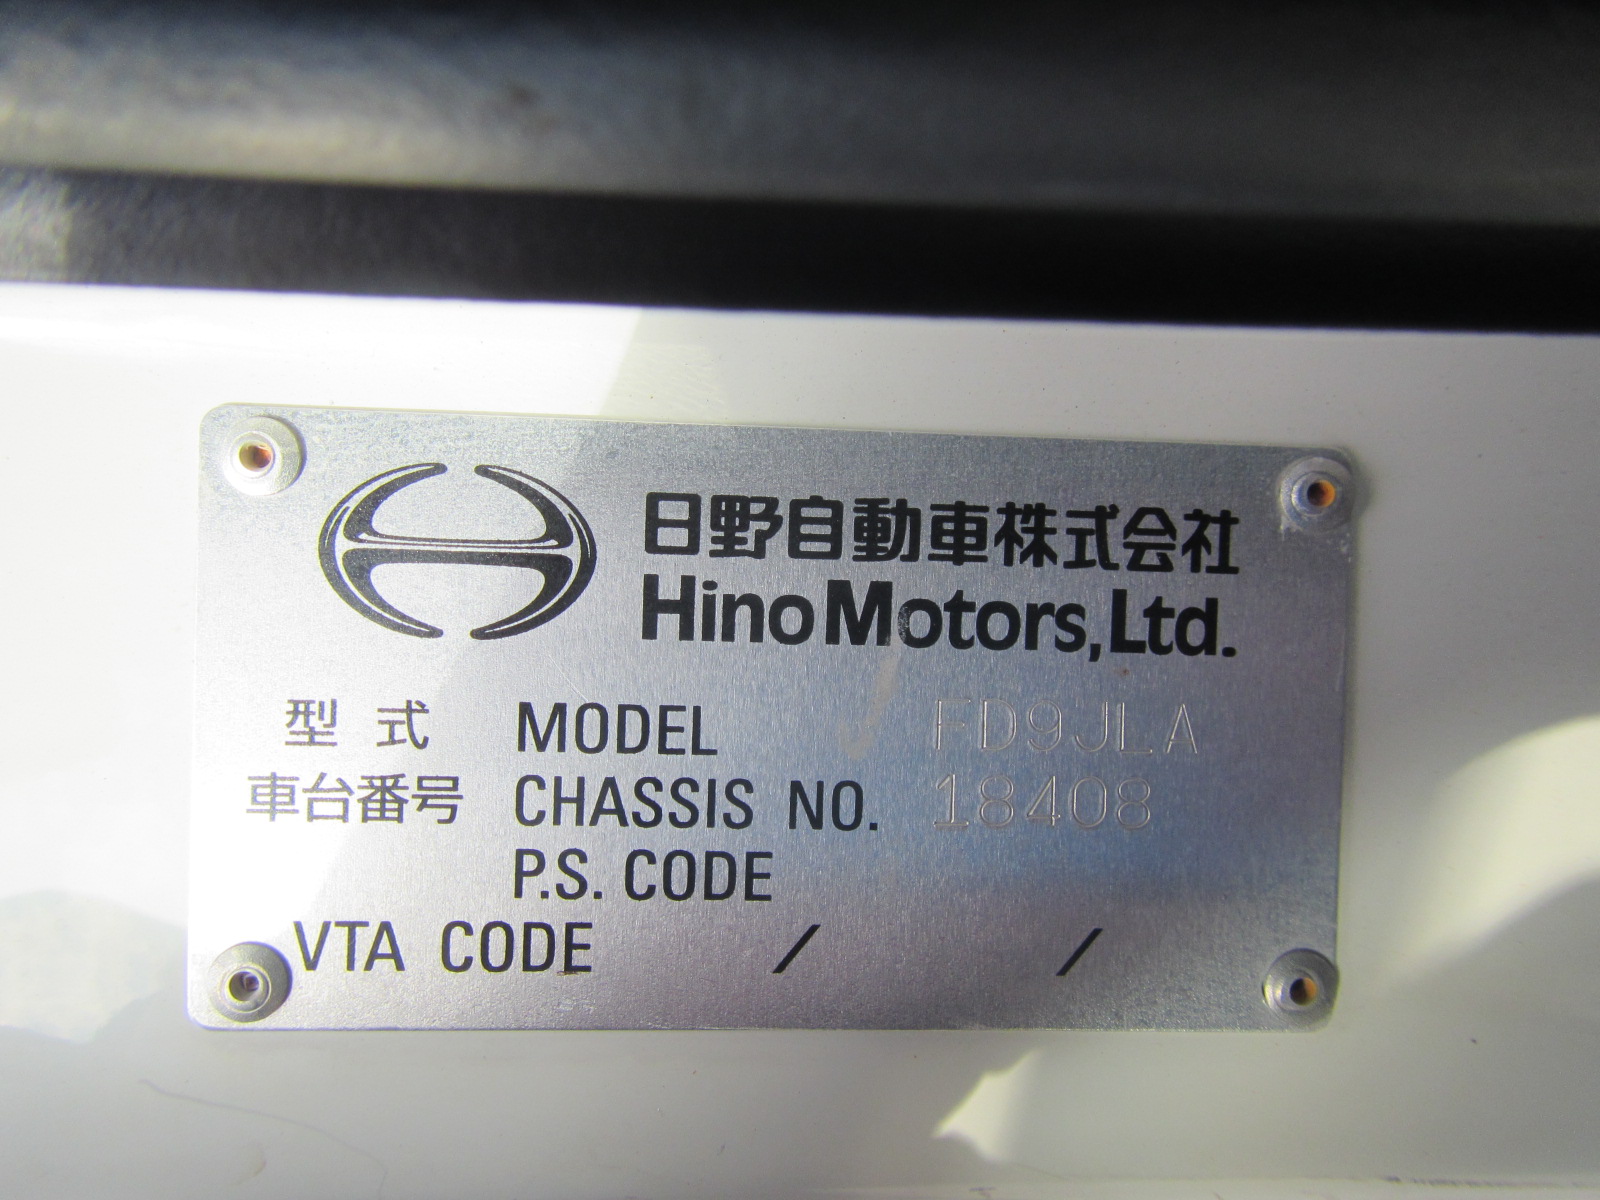 日野自動車株式会社
Hino Motors, Ltd.
型式 MODEL FD9JLA
車台番号 CHASSIS NO. 18408
P.S. CODE
VTA CODE / /